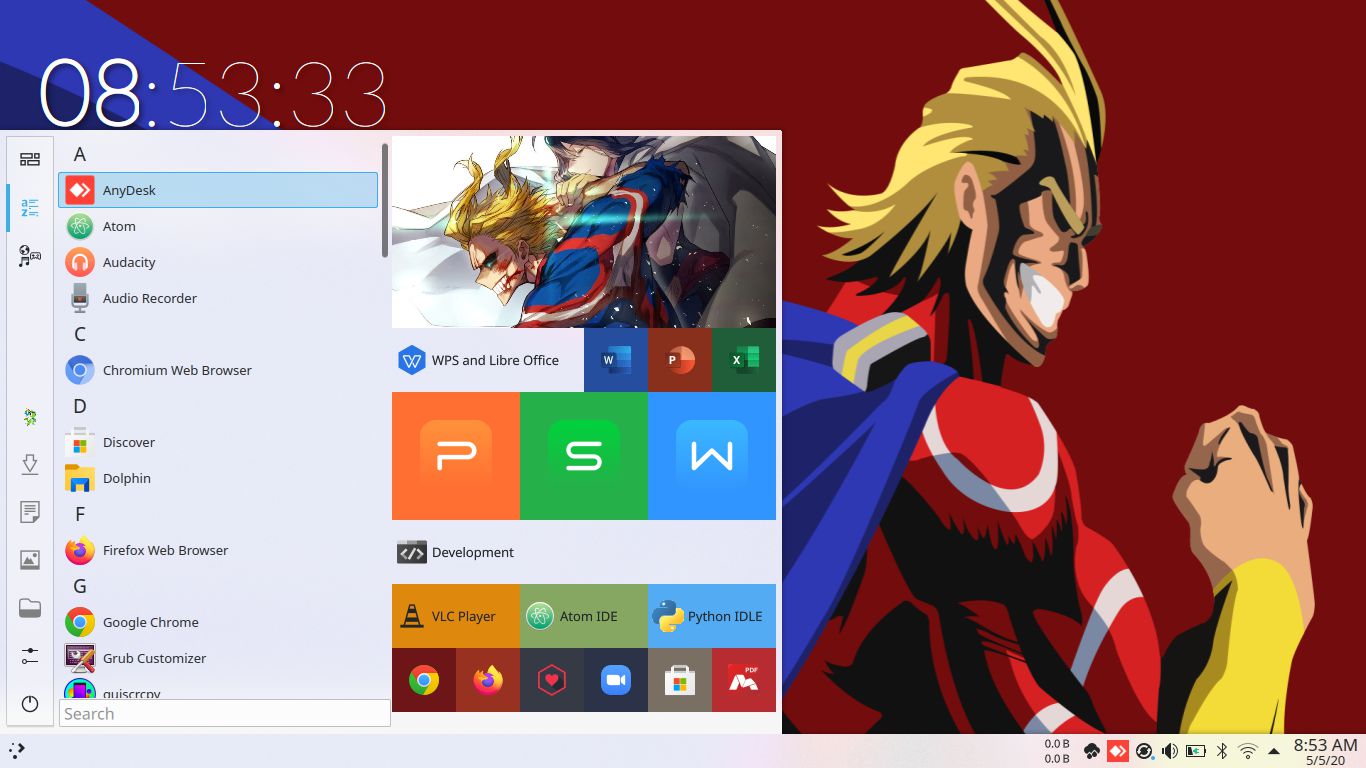 08:53:33
A
AnyDesk
Atom
Audacity
Audio Recorder
C
Chromium Web Browser
D
Discover
Dolphin
F
Firefox Web Browser
G
Google Chrome
Grub Customizer
guiscrcpy
Search
WPS and Libre Office
W
P
X
P
S
W
Development
VLC Player
Atom IDE
Python IDLE
PDF
0.0 B
0.0 B
8:53 AM
5/5/20